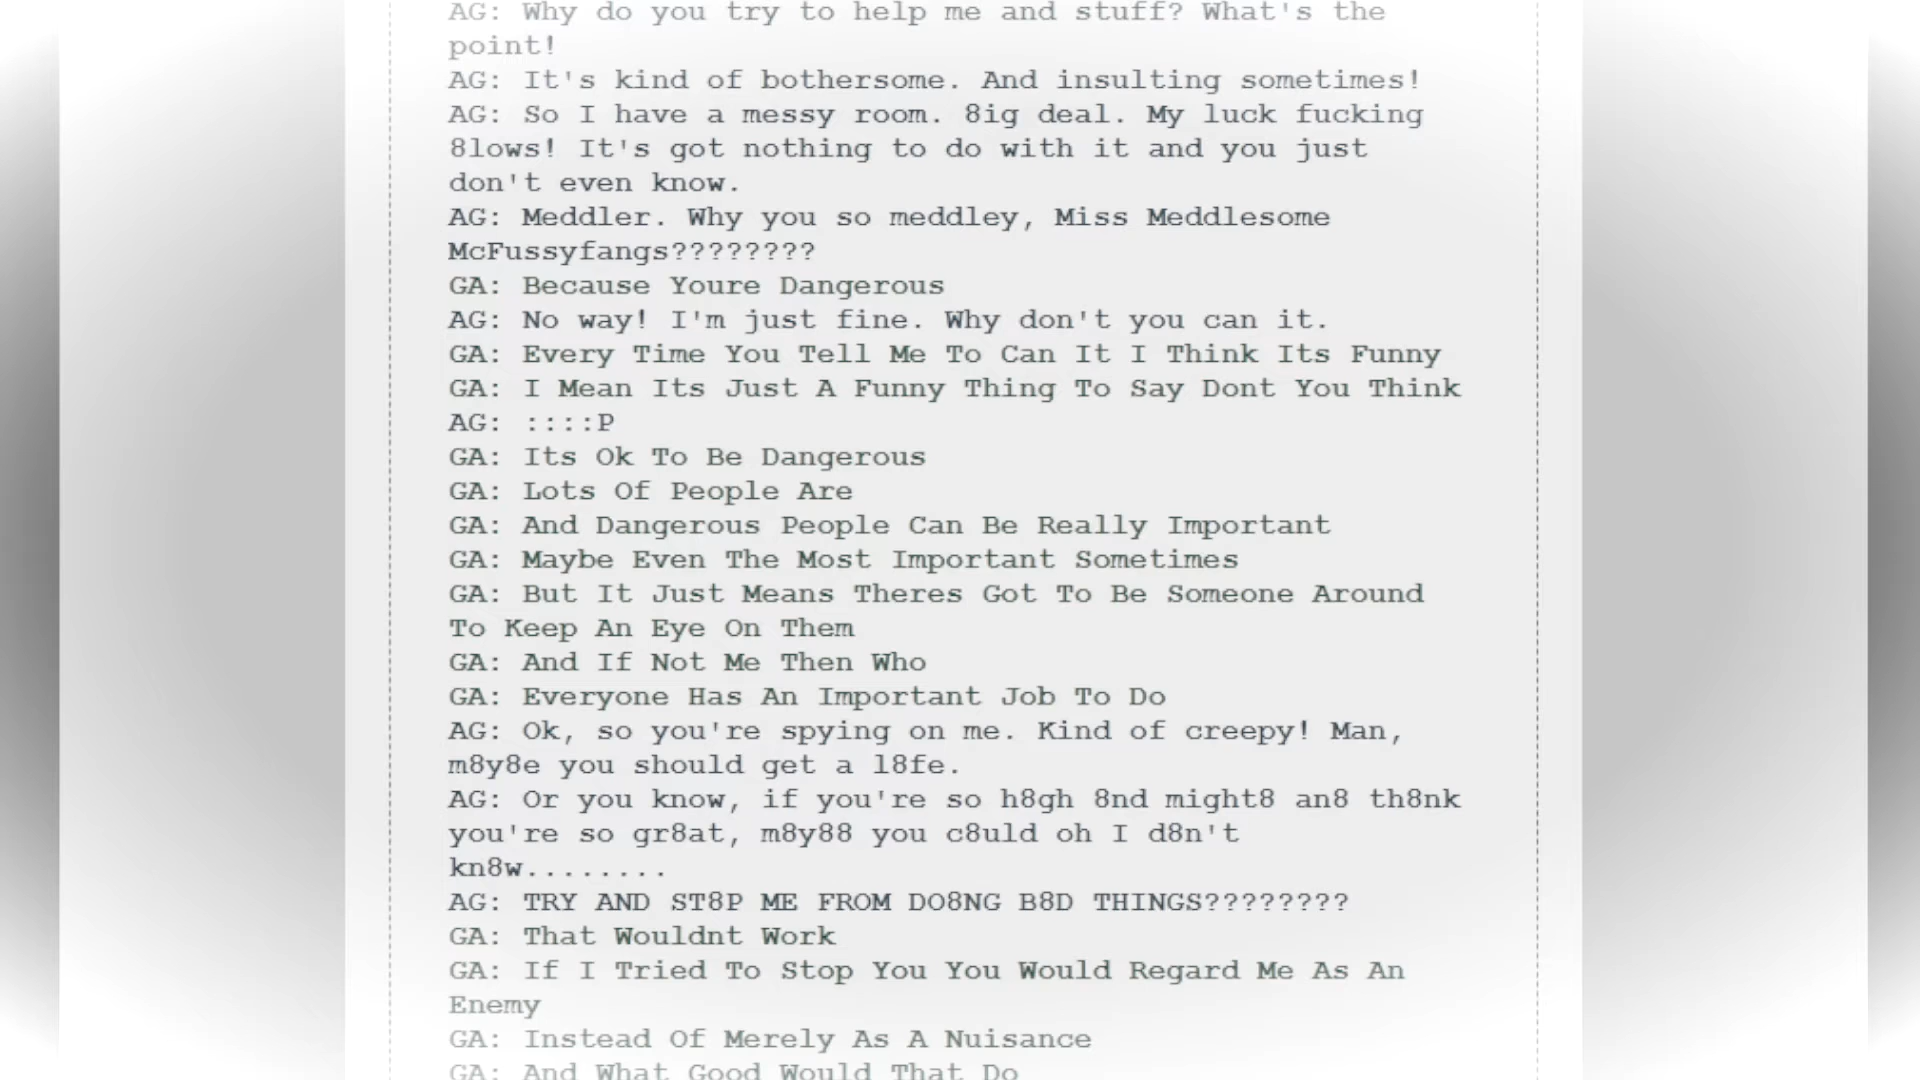 AG: Why do you try to help me and stuff? What's the
point!
AG: It's kind of bothersome. And insulting sometimes!
AG: So I have a messy room. 8ig deal. My luck fucking
8lows! It's got nothing to do with it and you just
don't even know.
AG: Meddler. Why you so meddley, Miss Meddlesome
McFussyfangs????????
GA: Because Youre Dangerous
AG: No way! I'm just fine. Why don't you can it.
GA: Every Time You Tell Me To Can It I Think Its Funny
GA: I Mean Its Just A Funny Thing To Say Dont You Think
AG: ::::P
GA: Its Ok To Be Dangerous
GA: Lots Of People Are
GA: And Dangerous People Can Be Really Important
GA: Maybe Even The Most Important Sometimes
GA: But It Just Means Theres Got To Be Someone Around
To Keep An Eye On Them
GA: And If Not Me Then Who
GA: Everyone Has An Important Job To Do
AG: Ok, so you're spying on me. Kind of creepy! Man,
m8y8e you should get a l8fe.
AG: Or you know, if you're so h8gh 8nd might8 an8 th8nk
you're so gr8at, m8y88 you c8uld oh I d8n't
kn8w........
AG: TRY AND ST8P ME FROM DO8NG B8D THINGS????????
GA: That Wouldnt Work
GA: If I Tried To Stop You You Would Regard Me As An
Enemy
GA: Instead Of Merely As A Nuisance
GA: And What Good Would That Do